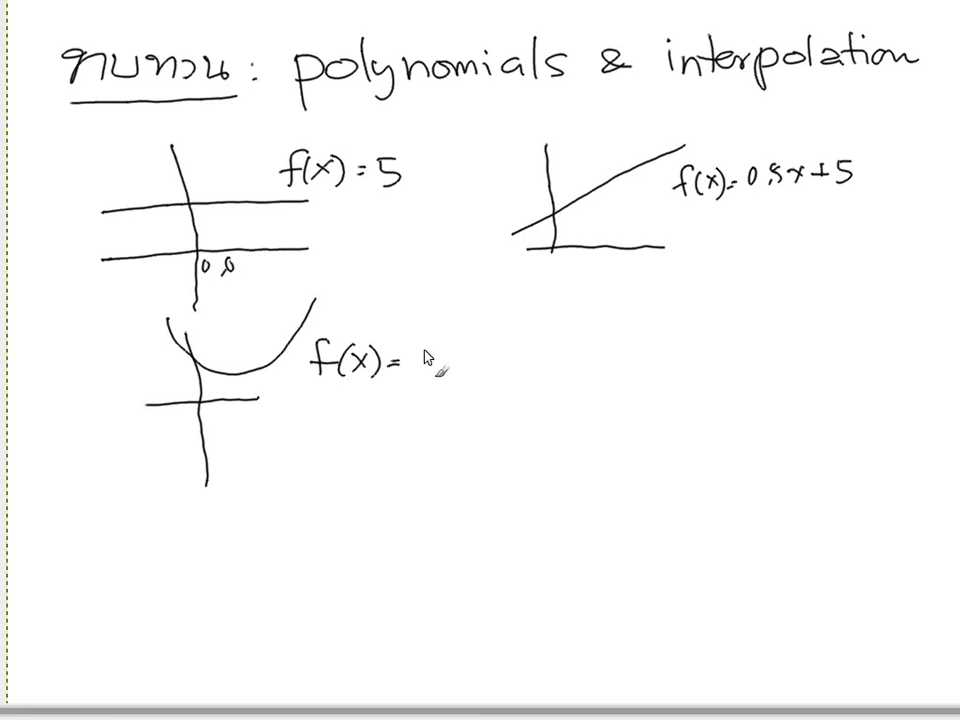 ทบทวน : polynomials & interpolation
f(x) = 5
f(x) = 0.5x + 5
0,0
f(x) =